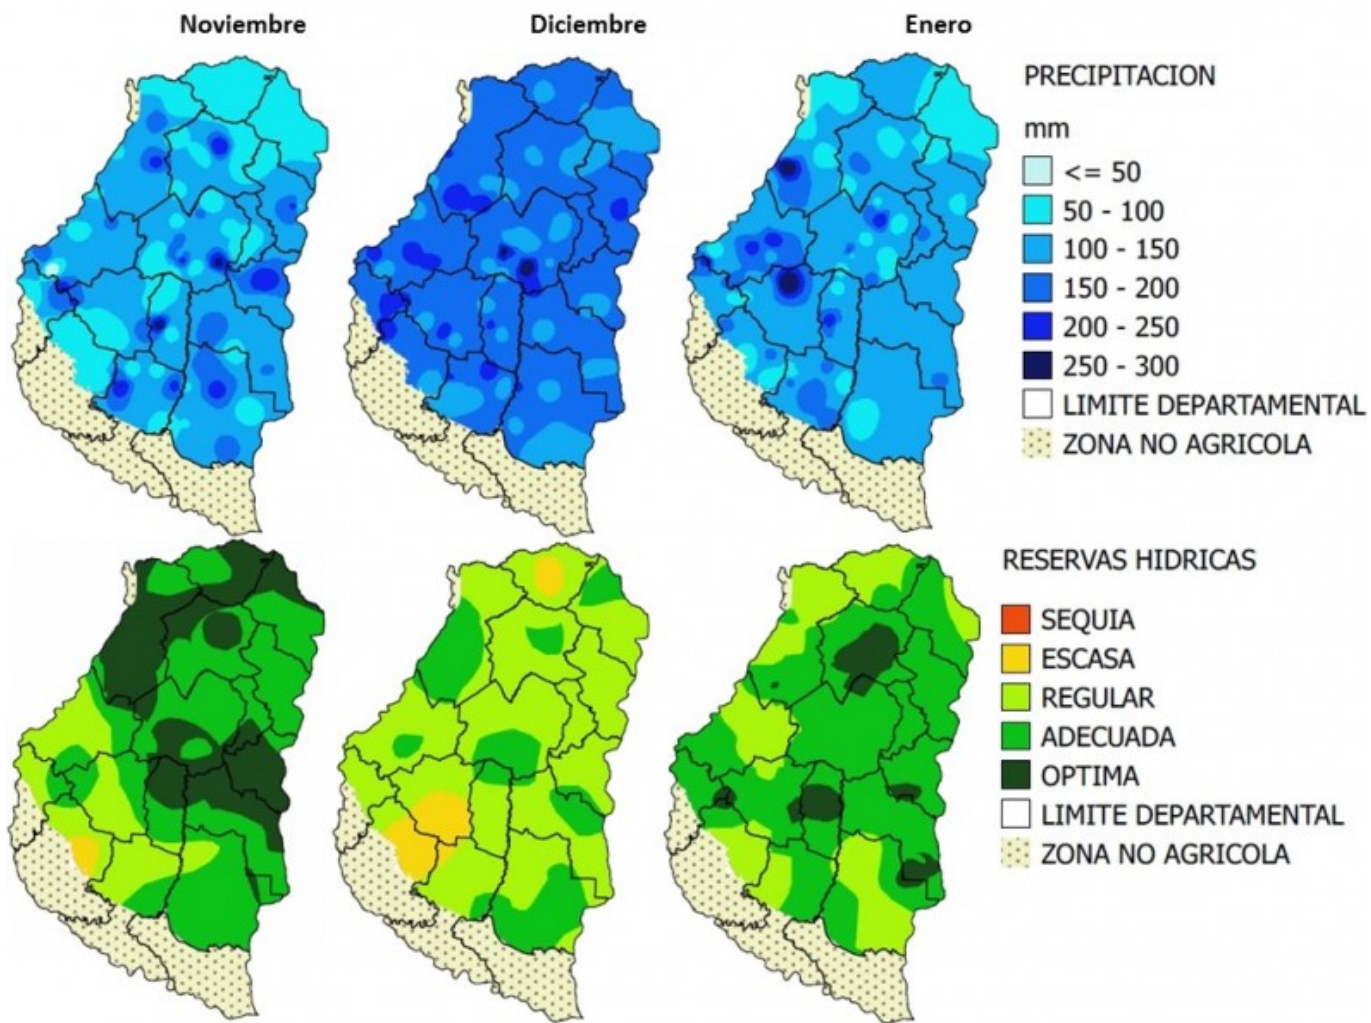 Noviembre
Diciembre
Enero
PRECIPITACION
mm
<= 50
50 - 100
100 - 150
150 - 200
200 - 250
250 - 300
LIMITE DEPARTAMENTAL
ZONA NO AGRICOLA
RESERVAS HIDRICAS
SEQUIA
ESCASA
REGULAR
ADECUADA
OPTIMA
LIMITE DEPARTAMENTAL
ZONA NO AGRICOLA